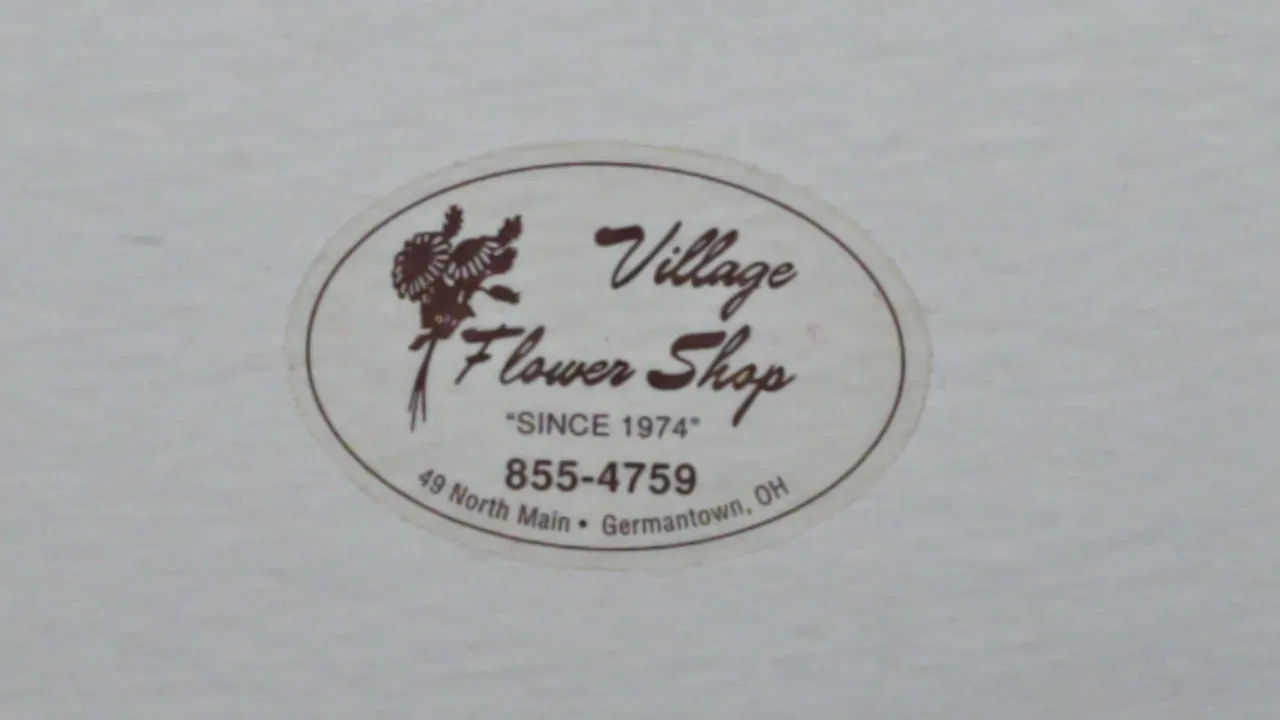 Village
Flower Shop
"SINCE 1974"
855-4759
49 North Main • Germantown, OH